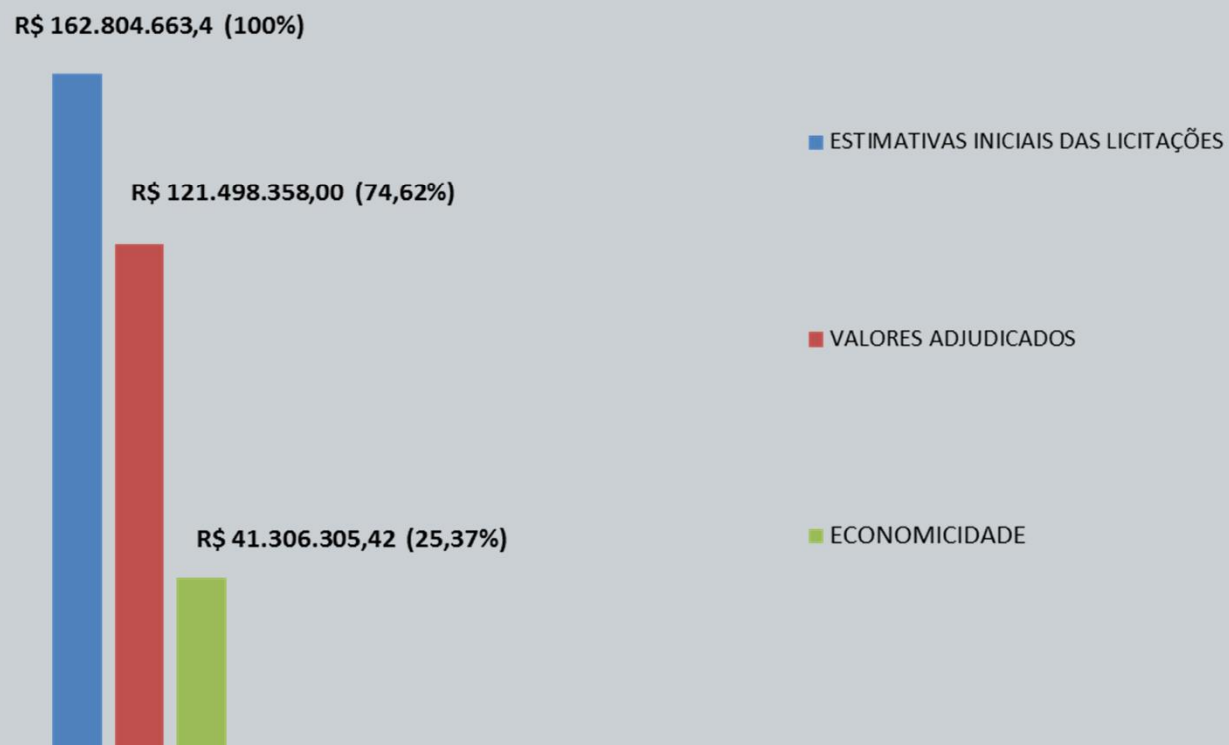 R$ 162.804.663,4 (100%)
ESTIMATIVAS INICIAIS DAS LICITAÇÕES
R$ 121.498.358,00 (74,62%)
VALORES ADJUDICADOS
R$ 41.306.305,42 (25,37%)
ECONOMICIDADE